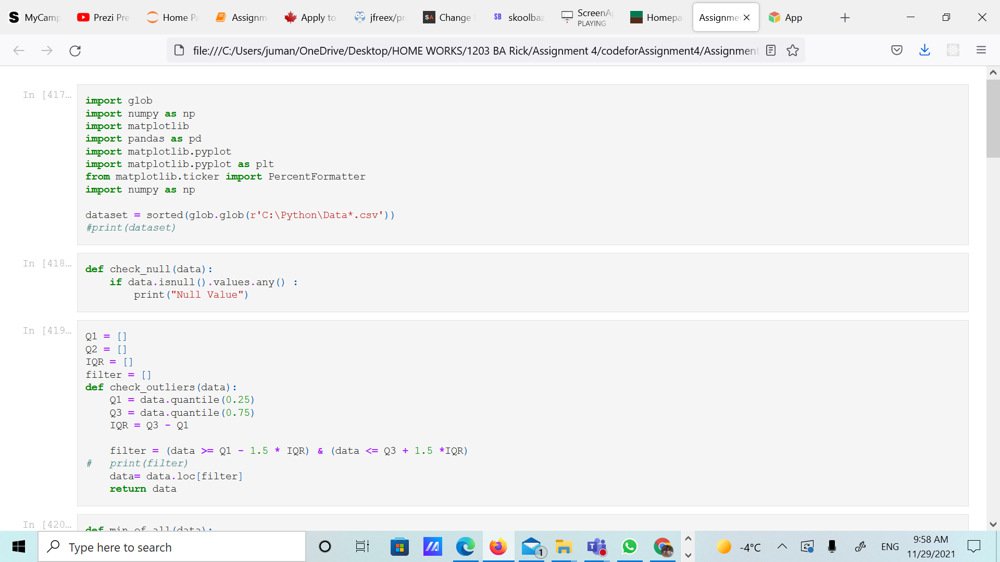 MyCamp
Prezi Pre
Home Pa
Assignm
Apply to
jfreex/pr
SA Change
SB skoolbaz
ScreenAp
PLAYING
Homepa
Assignme
App
file:///C:/Users/juman/OneDrive/Desktop/HOME WORKS/1203 BA Rick/Assignment 4/codeforAssignment4/Assignment
In [417…
import glob
import numpy as np
import matplotlib
import pandas as pd
import matplotlib.pyplot
import matplotlib.pyplot as plt
from matplotlib.ticker import PercentFormatter
import numpy as np
dataset = sorted(glob.glob(r'C:\Python\Data*.csv'))
#print(dataset)
In [418…
def check_null(data):
    if data.isnull().values.any() :
        print("Null Value")
In [419…
Q1 = []
Q2 = []
IQR = []
filter = []
def check_outliers(data):
    Q1 = data.quantile(0.25)
    Q3 = data.quantile(0.75)
    IQR = Q3 - Q1
    filter = (data >= Q1 - 1.5 * IQR) & (data <= Q3 + 1.5 *IQR)
#   print(filter)
    data= data.loc[filter]
    return data
In [420…
def min_of_all(data):
Type here to search
1
-4°C
ENG
9:58 AM
11/29/2021